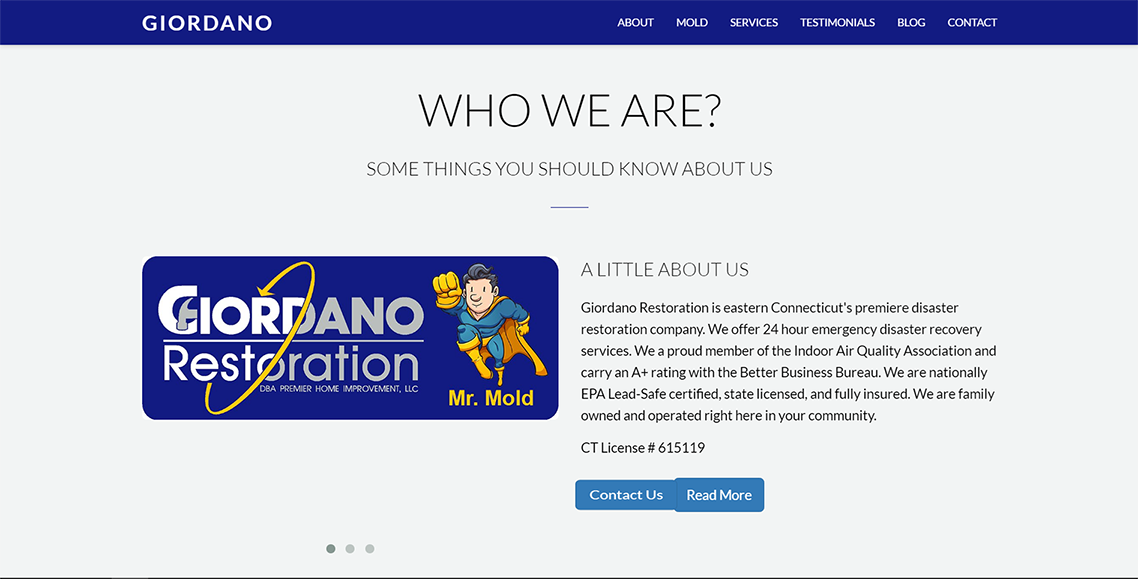 GIORDANO
ABOUT MOLD SERVICES TESTIMONIALS BLOG CONTACT
WHO WE ARE?
SOME THINGS YOU SHOULD KNOW ABOUT US
GIORDANO
Restoration
DBA PREMIER HOME IMPROVEMENT, LLC
Mr. Mold
A LITTLE ABOUT US
Giordano Restoration is eastern Connecticut's premiere disaster
restoration company. We offer 24 hour emergency disaster recovery
services. We a proud member of the Indoor Air Quality Association and
carry an A+ rating with the Better Business Bureau. We are nationally
EPA Lead-Safe certified, state licensed, and fully insured. We are family
owned and operated right here in your community.
CT License # 615119
Contact Us Read More